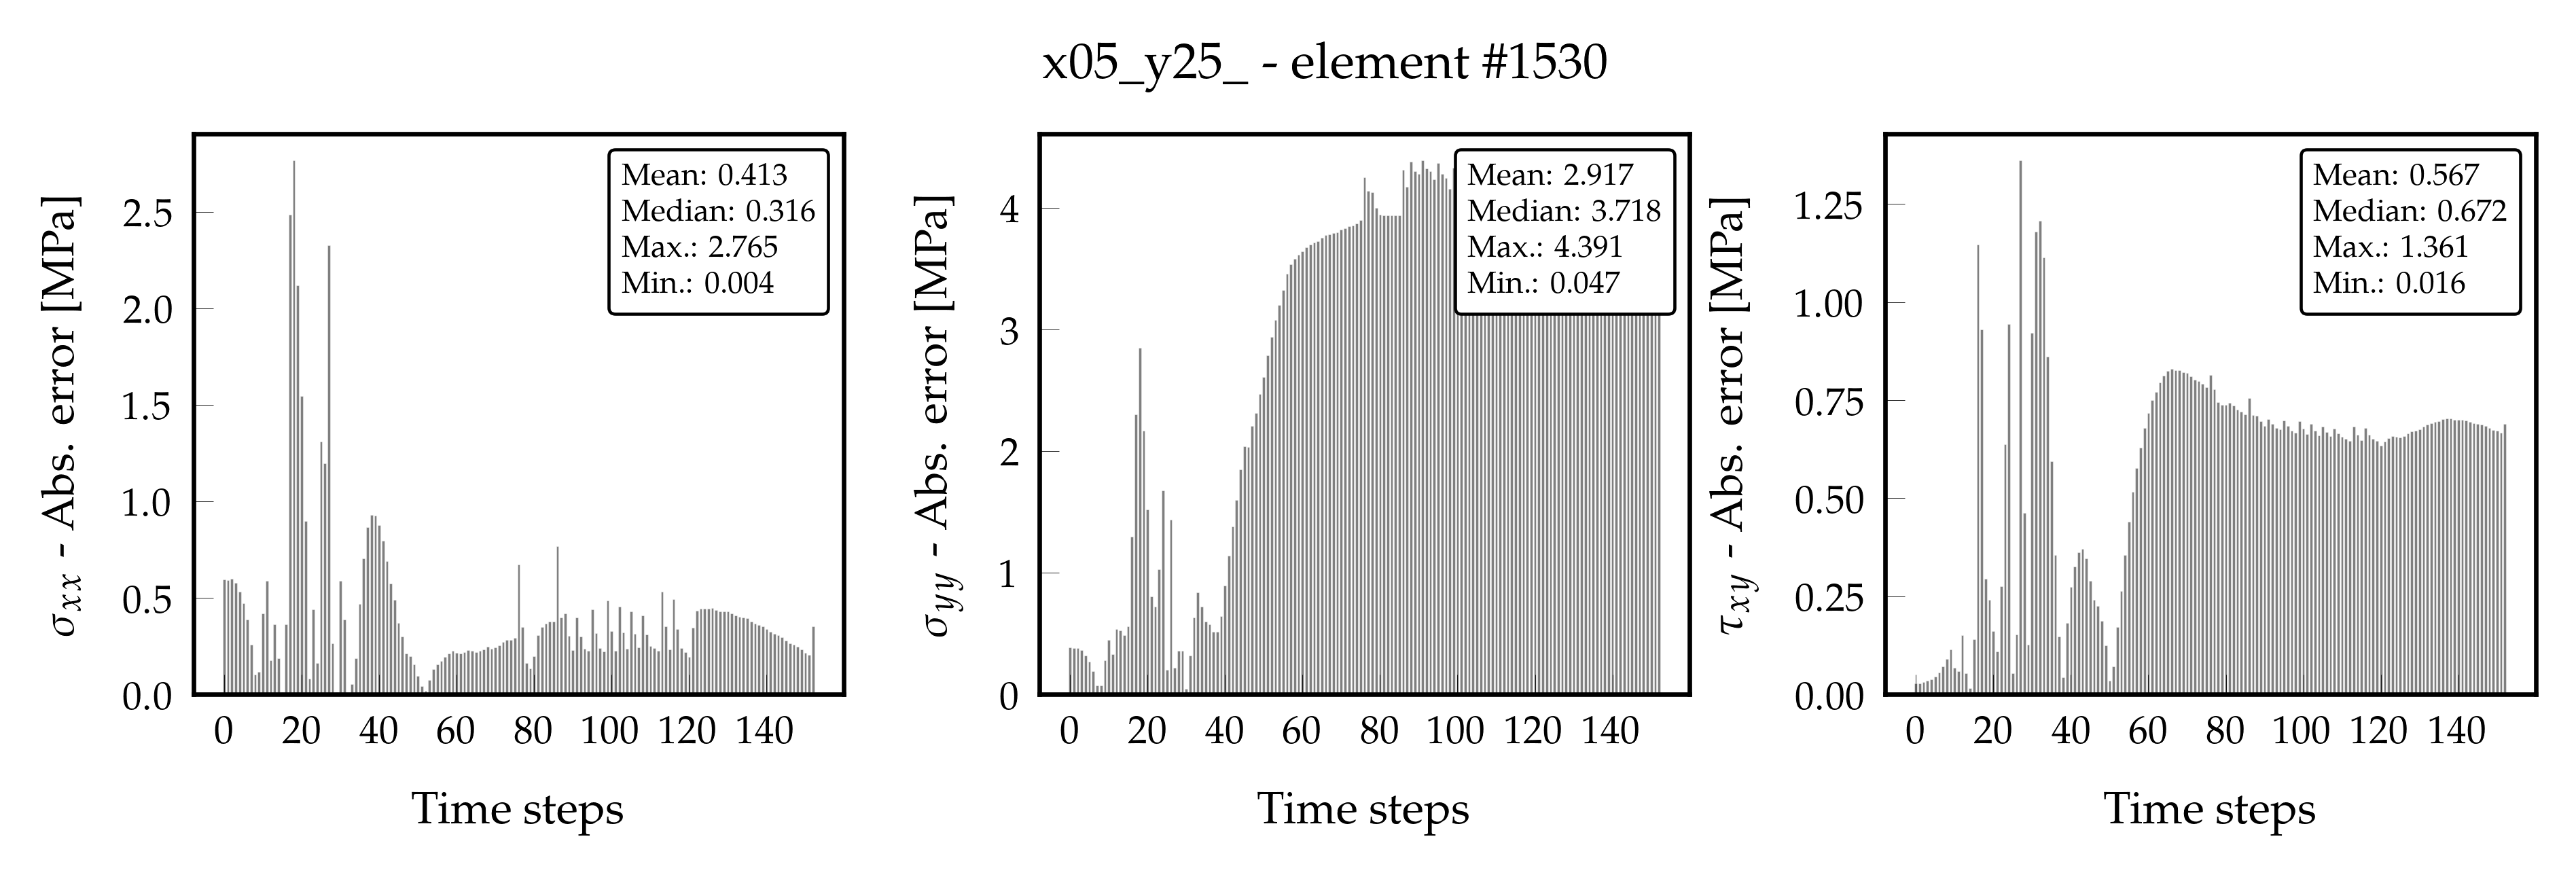 x05_y25_ - element #1530
σxx - Abs. error [MPa]
2.5
2.0
1.5
1.0
0.5
0.0
Mean: 0.413
Median: 0.316
Max.: 2.765
Min.: 0.004
0 20 40 60 80 100 120 140
Time steps
σyy - Abs. error [MPa]
4
3
2
1
0
Mean: 2.917
Median: 3.718
Max.: 4.391
Min.: 0.047
0 20 40 60 80 100 120 140
Time steps
τxy - Abs. error [MPa]
1.25
1.00
0.75
0.50
0.25
0.00
Mean: 0.567
Median: 0.672
Max.: 1.361
Min.: 0.016
0 20 40 60 80 100 120 140
Time steps